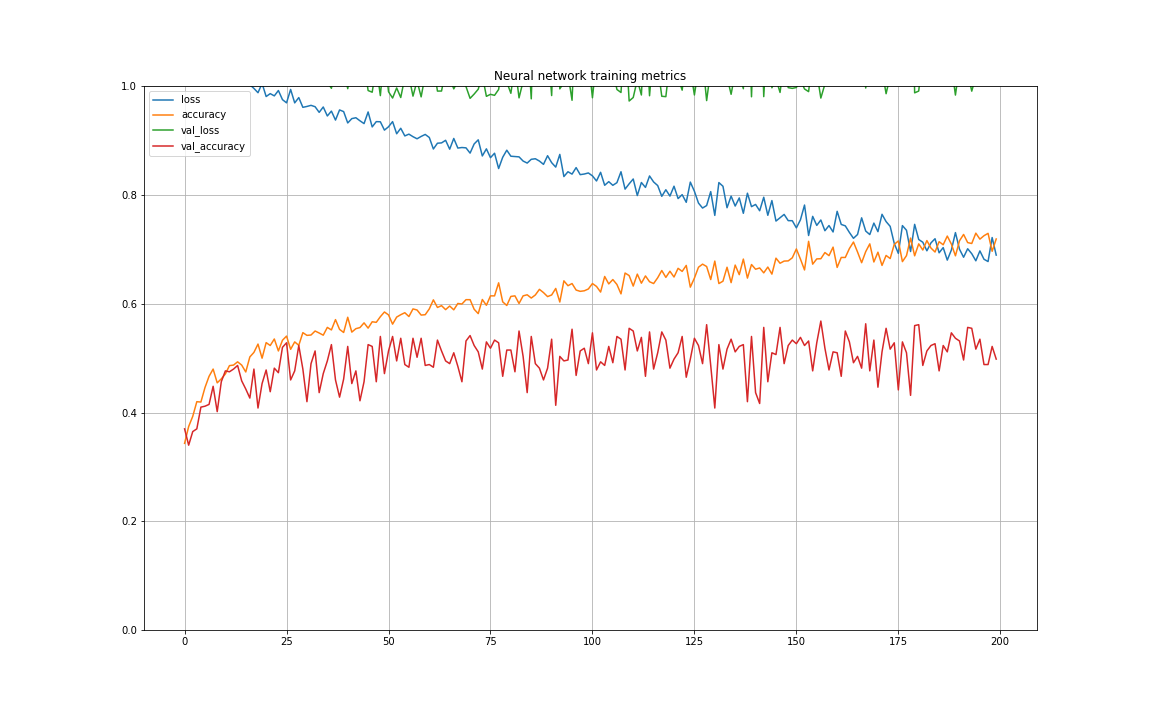 Neural network training metrics
1.0
loss
accuracy
val_loss
val_accuracy
0.8
0.6
0.4
0.2
0.0
0 25 50 75 100 125 150 175 200